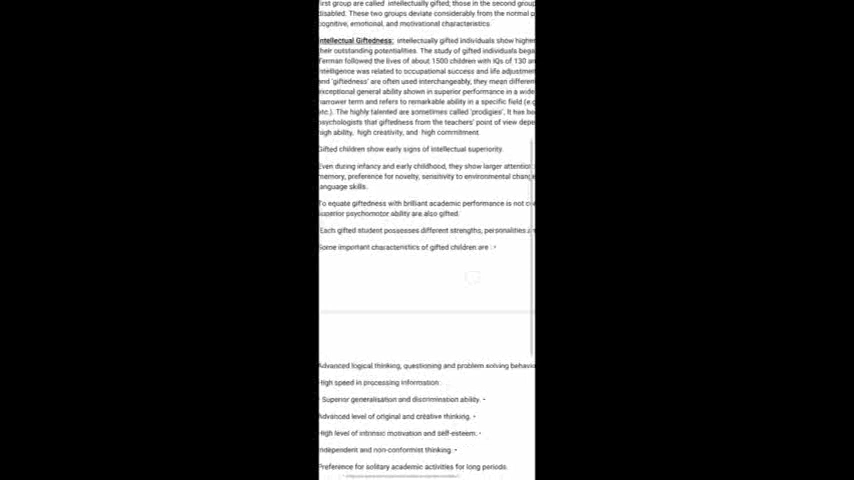 first group are called intellectually gifted; those in the second group
disabled. These two groups deviate considerably from the normal p
cognitive, emotional, and motivational characteristics.
Intellectual Giftedness: Intellectually gifted individuals show higher
their outstanding potentialities. The study of gifted individuals bega
Terman followed the lives of about 1500 children with IQs of 130 an
intelligence was related to occupational success and life adjustmen
and 'giftedness' are often used interchangeably, they mean different
exceptional general ability shown in superior performance in a wide
narrower term and refers to remarkable ability in a specific field (e.g
etc.). The highly talented are sometimes called 'prodigies'. It has be
psychologists that giftedness from the teachers' point of view depe
high ability, high creativity, and high commitment.
Gifted children show early signs of intellectual superiority.
Even during infancy and early childhood, they show larger attention
memory, preference for novelty, sensitivity to environmental change
language skills.
To equate giftedness with brilliant academic performance is not
superior psychomotor ability are also gifted.
Each gifted student possesses different strengths, personalities a
Some important characteristics of gifted children are : •
Advanced logical thinking, questioning and problem solving behavio
High speed in processing information.
Superior generalisation and discrimination ability. •
Advanced level of original and creative thinking. •
High level of intrinsic motivation and self-esteem. •
Independent and non-conformist thinking. •
Preference for solitary academic activities for long periods.